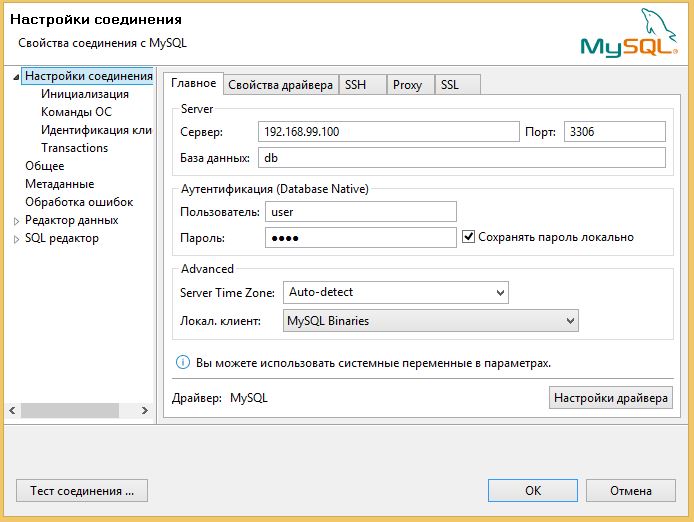 Настройки соединения
Свойства соединения с MySQL
MySQL®
Настройки соединения
Инициализация
Команды ОС
Идентификация кли
Transactions
Общее
Метаданные
Обработка ошибок
Редактор данных
SQL редактор
Главное Свойства драйвера SSH Proxy SSL
Server
Сервер: 192.168.99.100 Порт: 3306
База данных: db
Аутентификация (Database Native)
Пользователь: user
Пароль: ●●●● Сохранять пароль локально
Advanced
Server Time Zone: Auto-detect
Локал. клиент: MySQL Binaries
Вы можете использовать системные переменные в параметрах.
Драйвер: MySQL Настройки драйвера
Тест соединения ... ОК Отмена